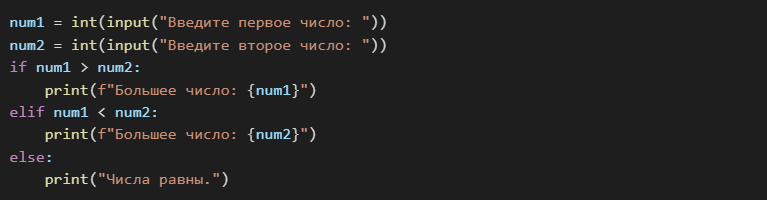 num1 = int(input("Введите первое число: "))
num2 = int(input("Введите второе число: "))
if num1 > num2:
    print(f"Большее число: {num1}")
elif num1 < num2:
    print(f"Большее число: {num2}")
else:
    print("Числа равны.")